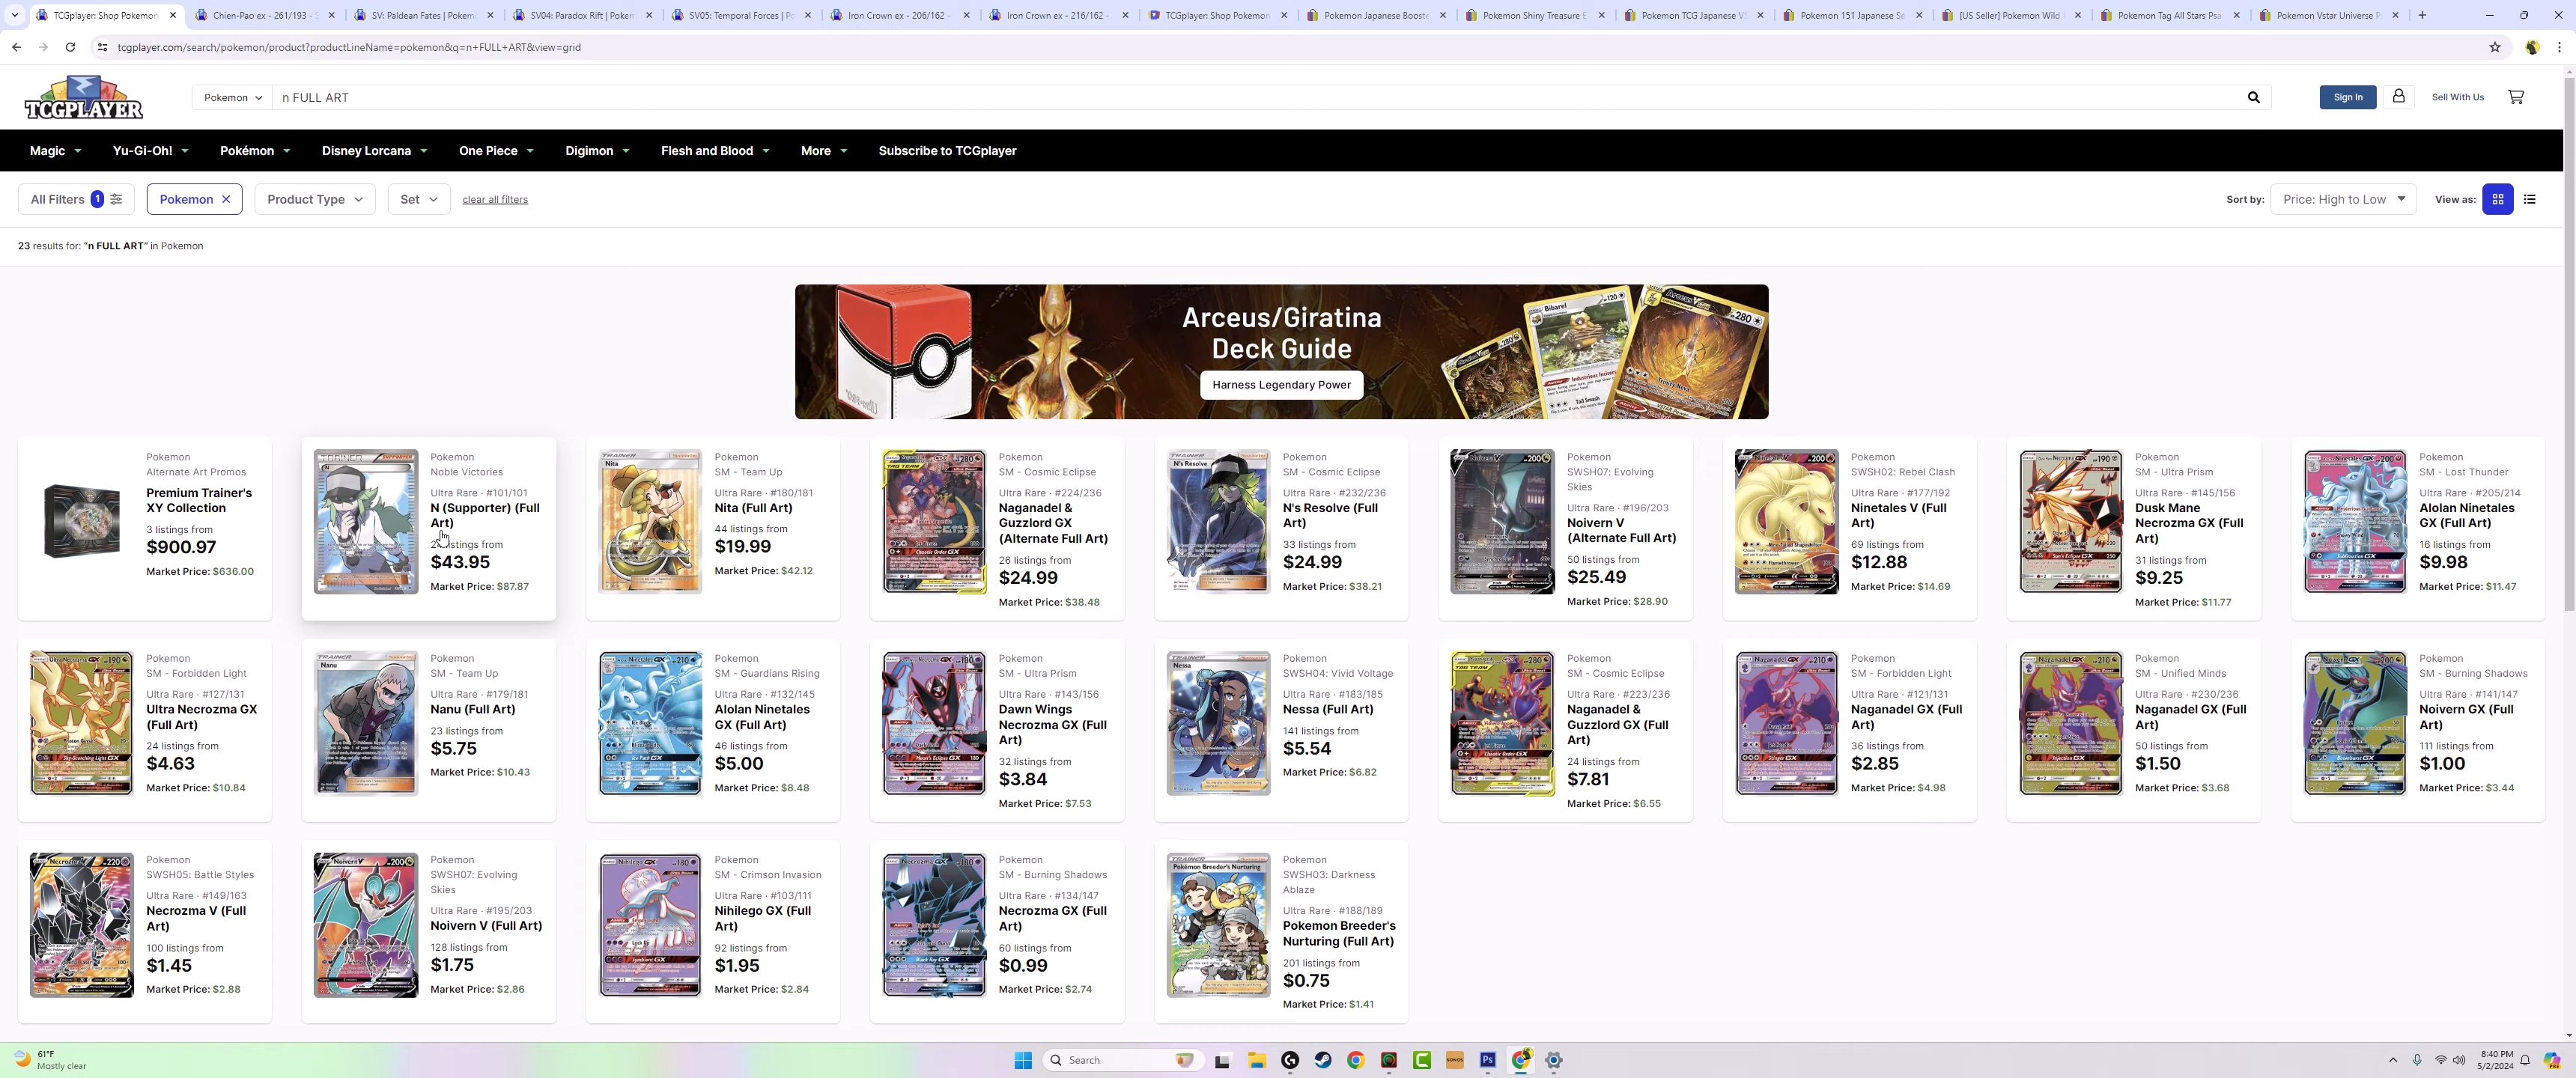 TCGplayer: Shop Pokemon
Chien-Pao ex - 261/193 - S
SV: Paldean Fates | Pokem
SV04: Paradox Rift | Pokem
SV05: Temporal Forces | Po
Iron Crown ex - 206/162 -
Iron Crown ex - 216/162 -
TCGplayer: Shop Pokemon
Pokemon Japanese Booste
Pokemon Shiny Treasure E
Pokemon TCG Japanese V
Pokemon 151 Japanese Se
[US Seller] Pokemon Wild
Pokemon Tag All Stars Psa
Pokemon Vstar Universe P
tcgplayer.com/search/pokemon/product?productLineName=pokemon&q=n+FULL+ART&view=grid
TCGPLAYER
Pokemon
n FULL ART
Sign In
Sell With Us
Magic
Yu-Gi-Oh!
Pokémon
Disney Lorcana
One Piece
Digimon
Flesh and Blood
More
Subscribe to TCGplayer
All Filters 1
Pokemon
Product Type
Set
clear all filters
Sort by:
Price: High to Low
View as:
23 results for: "n FULL ART" in Pokemon
Arceus/Giratina
Deck Guide
Harness Legendary Power
Pokemon
Alternate Art Promos
Premium Trainer's
XY Collection
3 listings from
$900.97
Market Price: $636.00
Pokemon
Noble Victories
Ultra Rare · #101/101
N (Supporter) (Full
Art)
listings from
$43.95
Market Price: $87.87
Pokemon
SM - Team Up
Ultra Rare · #180/181
Nita (Full Art)
44 listings from
$19.99
Market Price: $42.12
Pokemon
SM - Cosmic Eclipse
Ultra Rare · #224/236
Naganadel &
Guzzlord GX
(Alternate Full Art)
26 listings from
$24.99
Market Price: $38.48
Pokemon
SM - Cosmic Eclipse
Ultra Rare · #232/236
N's Resolve (Full
Art)
33 listings from
$24.99
Market Price: $38.21
Pokemon
SWSH07: Evolving
Skies
Ultra Rare · #196/203
Noivern V
(Alternate Full Art)
50 listings from
$25.49
Market Price: $28.90
Pokemon
SWSH02: Rebel Clash
Ultra Rare · #177/192
Ninetales V (Full
Art)
69 listings from
$12.88
Market Price: $14.69
Pokemon
SM - Ultra Prism
Ultra Rare · #145/156
Dusk Mane
Necrozma GX (Full
Art)
31 listings from
$9.25
Market Price: $11.77
Pokemon
SM - Lost Thunder
Ultra Rare · #205/214
Alolan Ninetales
GX (Full Art)
16 listings from
$9.98
Market Price: $11.47
Pokemon
SM - Forbidden Light
Ultra Rare · #127/131
Ultra Necrozma GX
(Full Art)
24 listings from
$4.63
Market Price: $10.84
Pokemon
SM - Team Up
Ultra Rare · #179/181
Nanu (Full Art)
23 listings from
$5.75
Market Price: $10.43
Pokemon
SM - Guardians Rising
Ultra Rare · #132/145
Alolan Ninetales
GX (Full Art)
46 listings from
$5.00
Market Price: $8.48
Pokemon
SM - Ultra Prism
Ultra Rare · #143/156
Dawn Wings
Necrozma GX (Full
Art)
32 listings from
$3.84
Market Price: $7.53
Pokemon
SWSH04: Vivid Voltage
Ultra Rare · #183/185
Nessa (Full Art)
141 listings from
$5.54
Market Price: $6.82
Pokemon
SM - Cosmic Eclipse
Ultra Rare · #223/236
Naganadel &
Guzzlord GX (Full
Art)
24 listings from
$7.81
Market Price: $6.55
Pokemon
SM - Forbidden Light
Ultra Rare · #121/131
Naganadel GX (Full
Art)
36 listings from
$2.85
Market Price: $4.98
Pokemon
SM - Unified Minds
Ultra Rare · #230/236
Naganadel GX (Full
Art)
50 listings from
$1.50
Market Price: $3.68
Pokemon
SM - Burning Shadows
Ultra Rare · #141/147
Noivern GX (Full
Art)
111 listings from
$1.00
Market Price: $3.44
Pokemon
SWSH05: Battle Styles
Ultra Rare · #149/163
Necrozma V (Full
Art)
100 listings from
$1.45
Market Price: $2.88
Pokemon
SWSH07: Evolving
Skies
Ultra Rare · #195/203
Noivern V (Full Art)
128 listings from
$1.75
Market Price: $2.86
Pokemon
SM - Crimson Invasion
Ultra Rare · #103/111
Nihilego GX (Full
Art)
92 listings from
$1.95
Market Price: $2.84
Pokemon
SM - Burning Shadows
Ultra Rare · #134/147
Necrozma GX (Full
Art)
60 listings from
$0.99
Market Price: $2.74
Pokemon
SWSH03: Darkness
Ablaze
Ultra Rare · #188/189
Pokemon Breeder's
Nurturing (Full Art)
201 listings from
$0.75
Market Price: $1.41
61°F
Mostly clear
Search
8:40 PM
5/2/2024